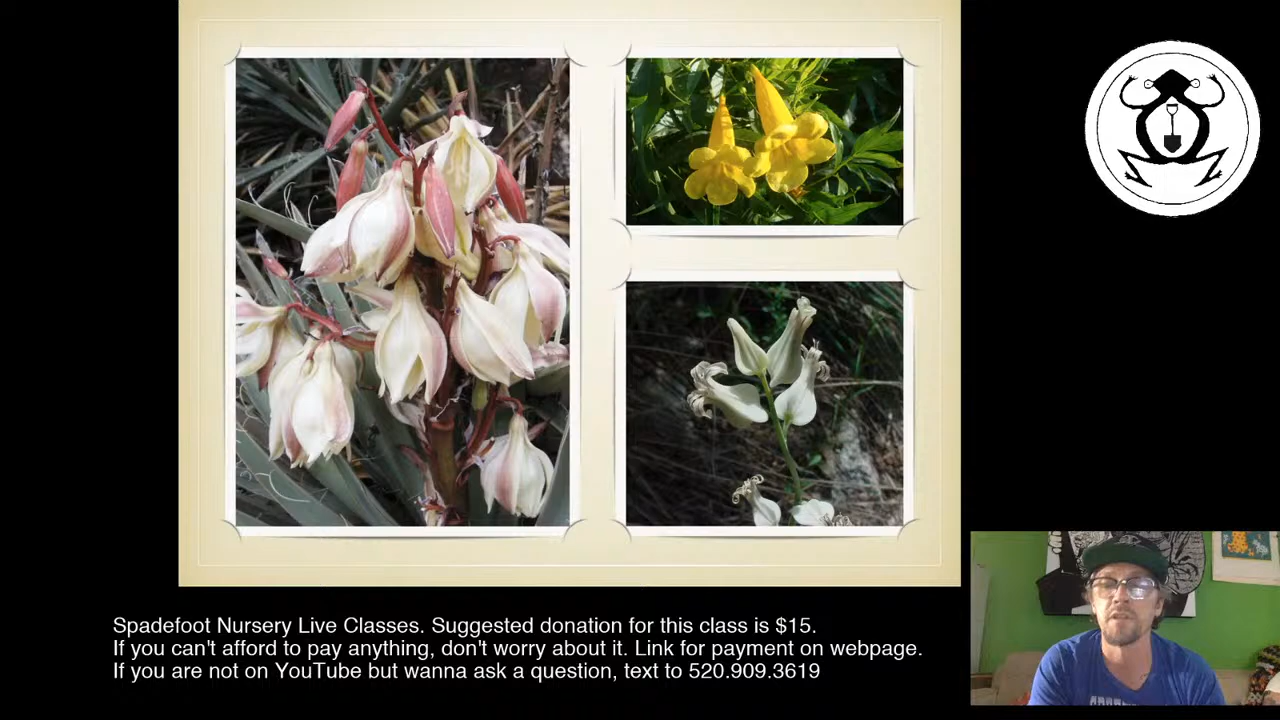 Spadefoot Nursery Live Classes. Suggested donation for this class is $15.
If you can't afford to pay anything, don't worry about it. Link for payment on webpage.
If you are not on YouTube but wanna ask a question, text to 520.909.3619